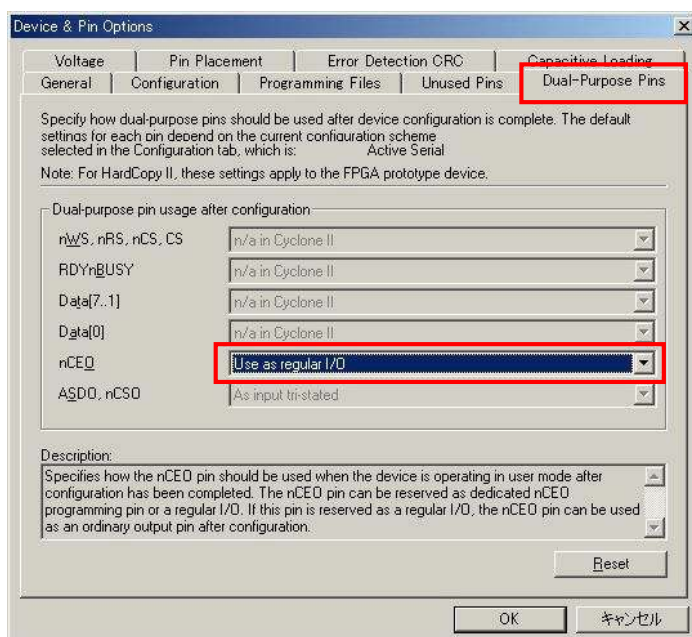 Device & Pin Options
Voltage
Pin Placement
Error Detection CRC
Capacitive Loading
General
Configuration
Programming Files
Unused Pins
Dual-Purpose Pins
Specify how dual-purpose pins should be used after device configuration is complete. The default
settings for each pin depend on the current configuration scheme
selected in the Configuration tab, which is: Active Serial
Note: For HardCopy II, these settings apply to the FPGA prototype device.
Dual-purpose pin usage after configuration
nWS, nRS, nCS, CS
n/a in Cyclone II
RDYnBUSY
n/a in Cyclone II
Data[7..1]
n/a in Cyclone II
Data[0]
n/a in Cyclone II
nCEO
Use as regular I/O
ASDO, nCSO
As input tri-stated
Description:
Specifies how the nCEO pin should be used when the device is operating in user mode after
configuration has been completed. The nCEO pin can be reserved as dedicated nCEO
programming pin or a regular I/O. If this pin is reserved as a regular I/O, the nCEO pin can be used
as an ordinary output pin after configuration.
Reset
OK
キャンセル